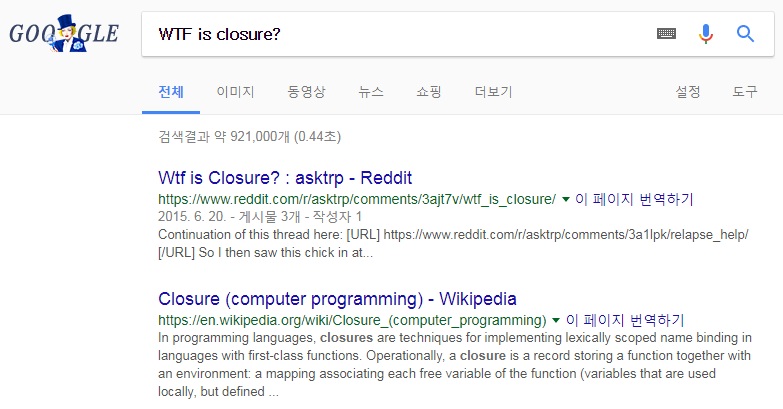 GOOGLE
WTF is closure?
전체 이미지 동영상 뉴스 쇼핑 더보기 설정 도구
검색결과 약 921,000개 (0.44초)
Wtf is Closure? : asktrp - Reddit
https://www.reddit.com/r/asktrp/comments/3ajt7v/wtf_is_closure/ 이 페이지 번역하기
2015. 6. 20. - 게시물 3개 - 작성자 1
Continuation of this thread here: [URL] https://www.reddit.com/r/asktrp/comments/3a1lpk/relapse_help/
[/URL] So I then saw this chick in at...
Closure (computer programming) - Wikipedia
https://en.wikipedia.org/wiki/Closure_(computer_programming) 이 페이지 번역하기
In programming languages, closures are techniques for implementing lexically scoped name binding in
languages with first-class functions. Operationally, a closure is a record storing a function together with
an environment: a mapping associating each free variable of the function (variables that are used
locally, but defined ...